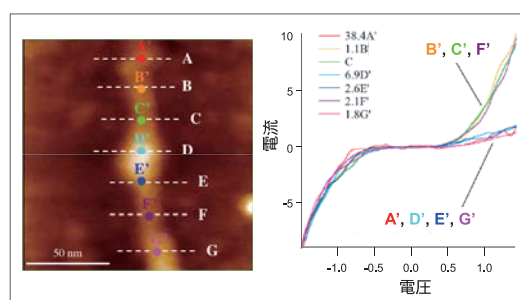 A'
A
B'
B
C'
C
D
E'
E
F'
F
G
50 nm
38.4A'
1.1B'
C
6.9D'
2.6E'
2.1F'
1.8G'
B', C', F'
A', D', E', G'
電流
10
5
0
-5
-1.0
-0.5
0.0
0.5
1.0
電圧